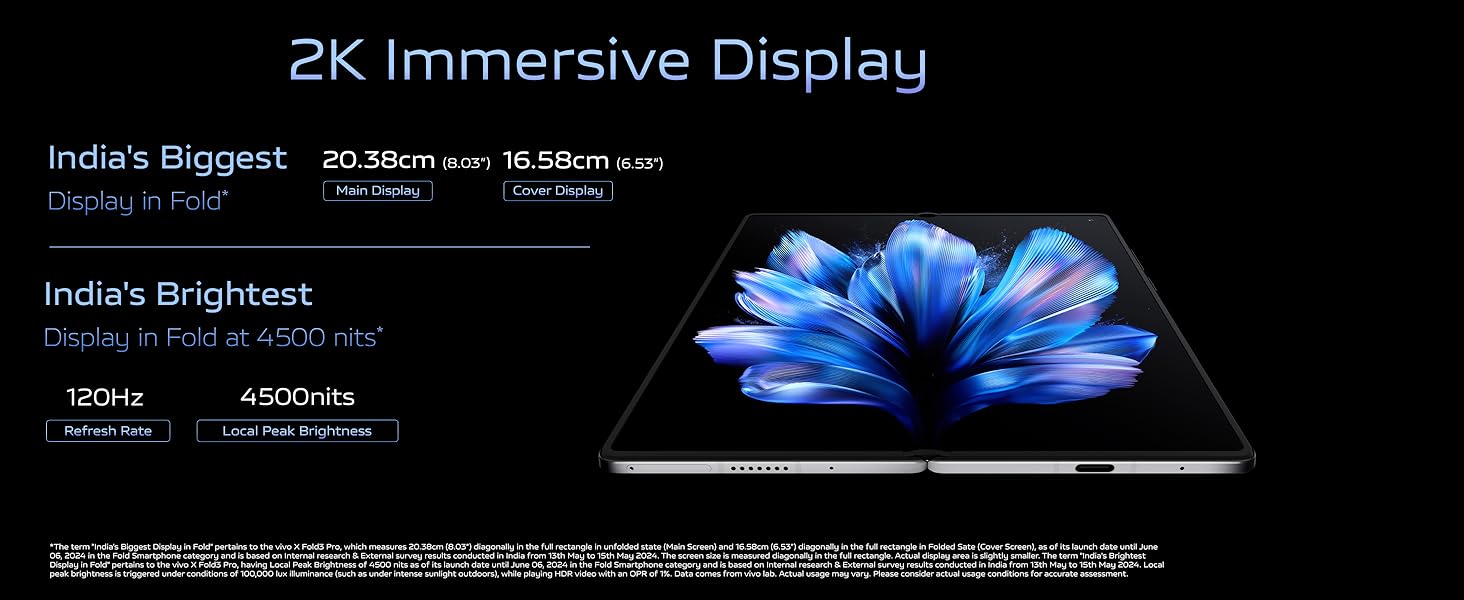 2K Immersive Display
India's Biggest
Display in Fold*
20.38cm (8.03”) 16.58cm (6.53”)
Main Display Cover Display
India's Brightest
Display in Fold at 4500 nits*
120Hz 4500nits
Refresh Rate Local Peak Brightness
*The term "India's Biggest Display in Fold" pertains to the vivo X Fold3 Pro, which measures 20.38cm (8.03") diagonally in the full rectangle in unfolded state (Main Screen) and 16.58cm (6.53") diagonally in the full rectangle in Folded Sate (Cover Screen), as of its launch date until June
06, 2024 in the Fold Smartphone category and is based on Internal research & External survey results conducted in India from 13th May to 15th May 2024. The screen size is measured diagonally in the full rectangle. Actual display area is slightly smaller. The term "India's Brightest
Display in Fold" pertains to the vivo X Fold3 Pro, having Local Peak Brightness of 4500 nits as of its launch date until June 06, 2024 in the Fold Smartphone category and is based on Internal research & External survey results conducted in India from 13th May to 15th May 2024. Local
peak brightness is triggered under conditions of 100,000 lux illuminance (such as under intense sunlight outdoors), while playing HDR video with an OPR of 1%. Data comes from vivo lab. Actual usage may vary. Please consider actual usage conditions for accurate assessment.